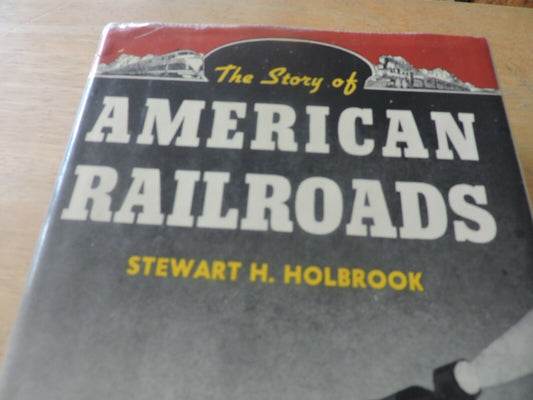 The Story of
AMERICAN
RAILROADS
STEWART H. HOLBROOK